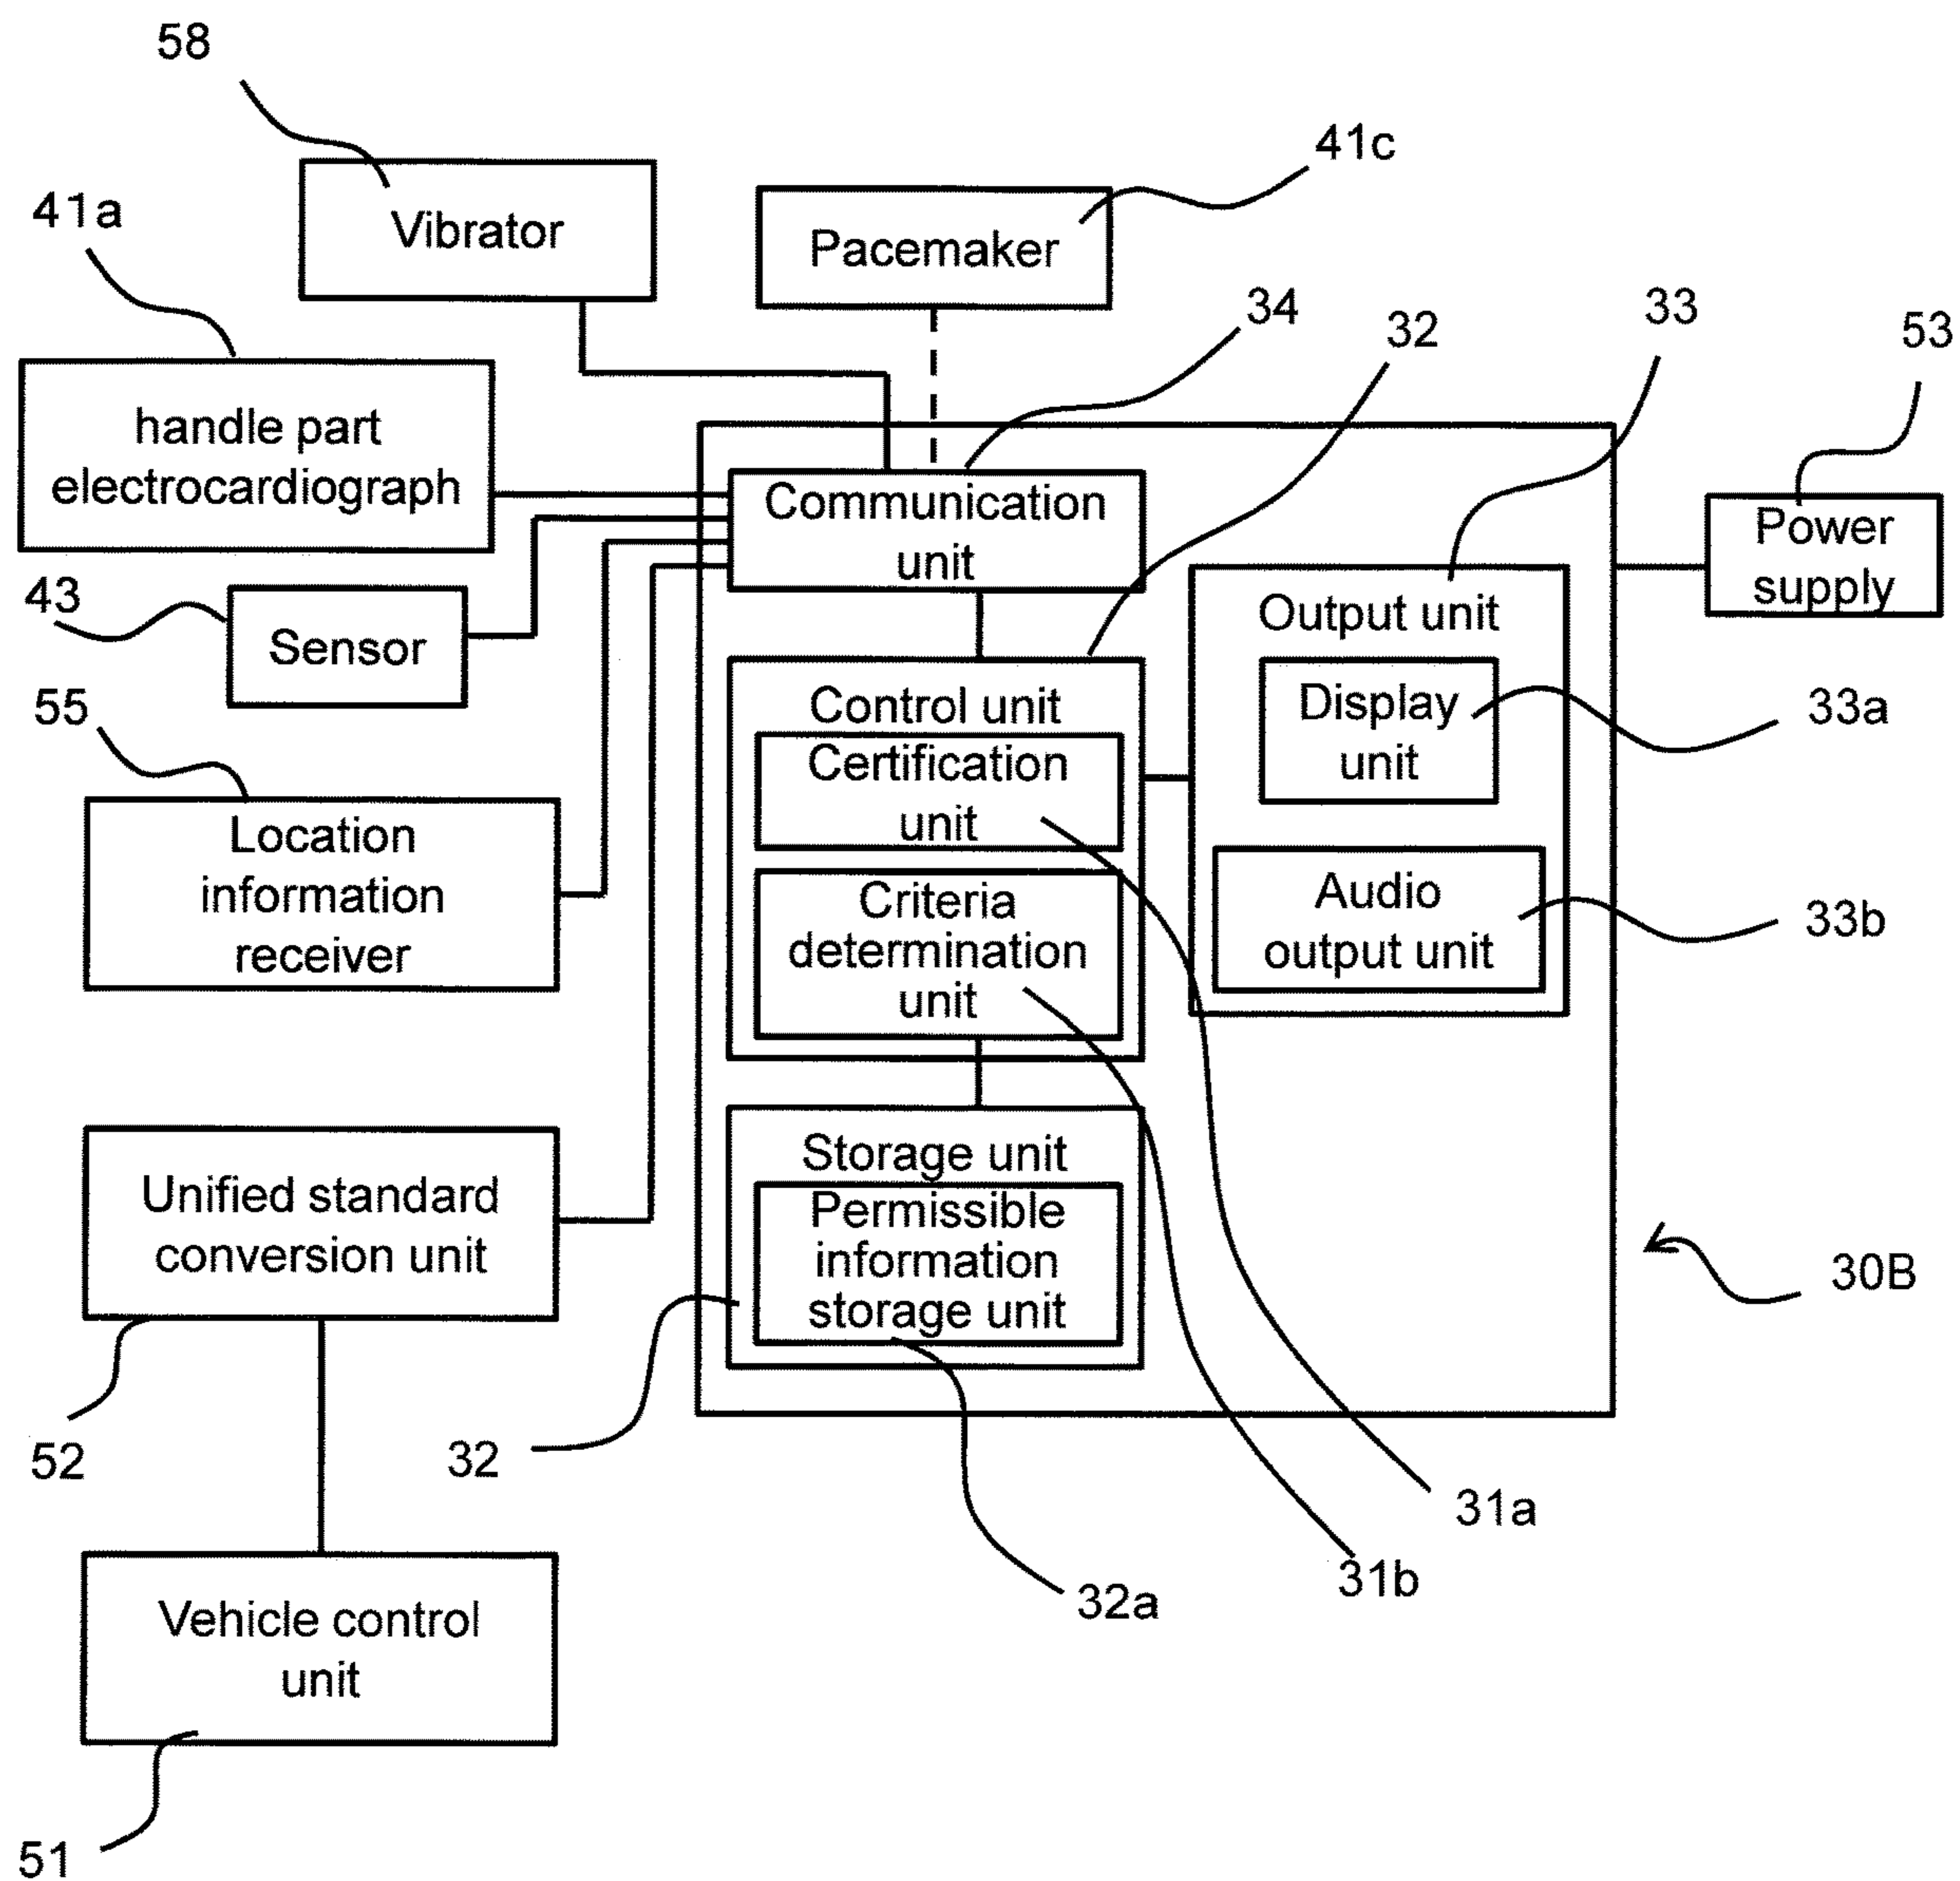 58
41c
41a
Vibrator
Pacemaker
34
32
33
53
handle part
electrocardiograph
Communication
unit
Power
supply
43
Sensor
Output unit
Display
unit
33a
55
Control unit
Certification
unit
Location
information
receiver
Criteria
determination
unit
Audio
output unit
33b
Storage unit
Permissible
information
storage unit
Unified standard
conversion unit
30B
52
32
31a
31b
32a
Vehicle control
unit
51